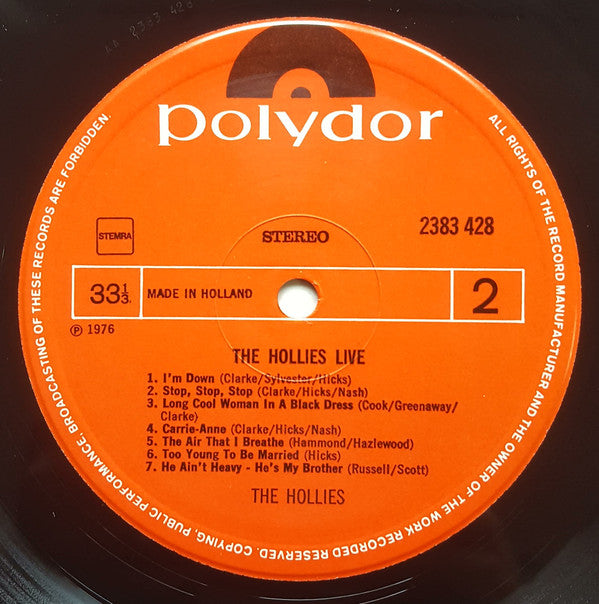 polydor
STEMRA
STEREO
2383 428
33 1/3
MADE IN HOLLAND
2
℗ 1976
THE HOLLIES LIVE
1. I'm Down (Clarke/Sylvester/Hicks)
2. Stop, Stop, Stop (Clarke/Hicks/Nash)
3. Long Cool Woman In A Black Dress (Cook/Greenaway/
Clarke)
4. Carrie-Anne (Clarke/Hicks/Nash)
5. The Air That I Breathe (Hammond/Hazlewood)
6. Too Young To Be Married (Hicks)
7. He Ain't Heavy - He's My Brother (Russell/Scott)
THE HOLLIES
ALL RIGHTS OF THE RECORD MANUFACTURER AND THE OWNER OF THE WORK RECORDED RESERVED. COPYING, PUBLIC PERFORMANCE, BROADCASTING OF THESE RECORDS ARE FORBIDDEN.